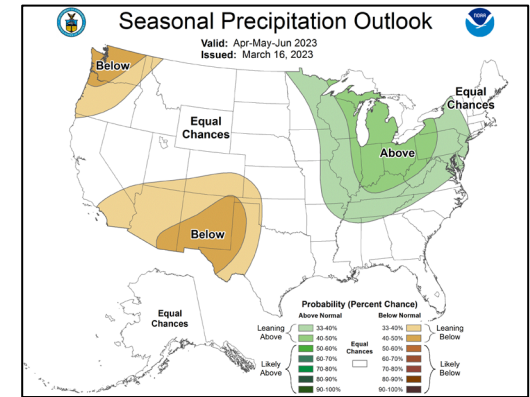 Seasonal Precipitation Outlook
NOAA
Valid: Apr-May-Jun 2023
Issued: March 16, 2023
Below
Equal
Chances
Equal
Chances
Above
Below
Equal
Chances
Probability (Percent Chance)
Above Normal
Below Normal
Leaning
Above
33-40%
40-50%
Likely
Above
50-60%
60-70%
70-80%
80-90%
90-100%
Equal
Chances
33-40%
40-50%
Leaning
Below
50-60%
60-70%
70-80%
80-90%
90-100%
Likely
Below